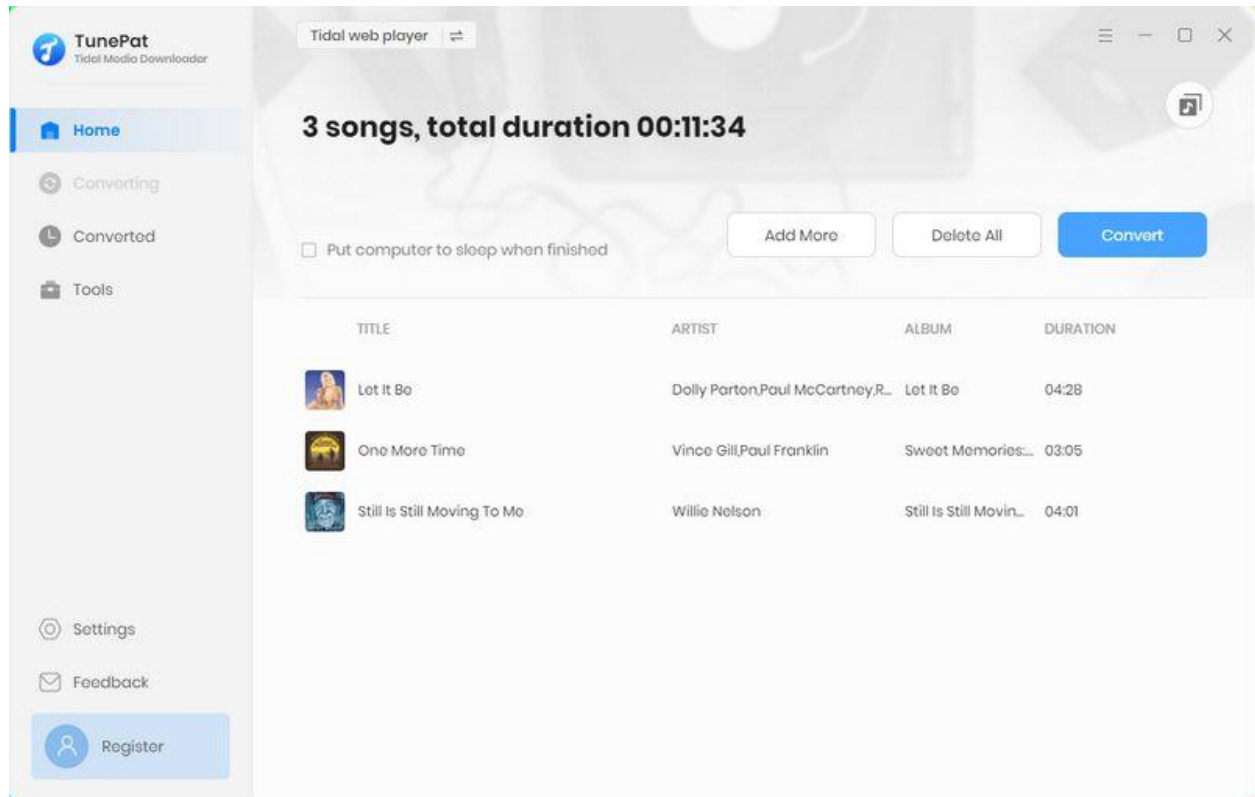 TunePat
Tidal Media Downloader
Tidal web player
Home
3 songs, total duration 00:11:34
Converting
Converted
Tools
Put computer to sleep when finished
Add More
Delete All
Convert
TITLE ARTIST ALBUM DURATION
Let It Be Dolly Parton,Paul McCartney,R... Let It Be 04:28
One More Time Vince Gill,Paul Franklin Sweet Memories:... 03:05
Still Is Still Moving To Me Willie Nelson Still Is Still Movin... 04:01
Settings
Feedback
Register